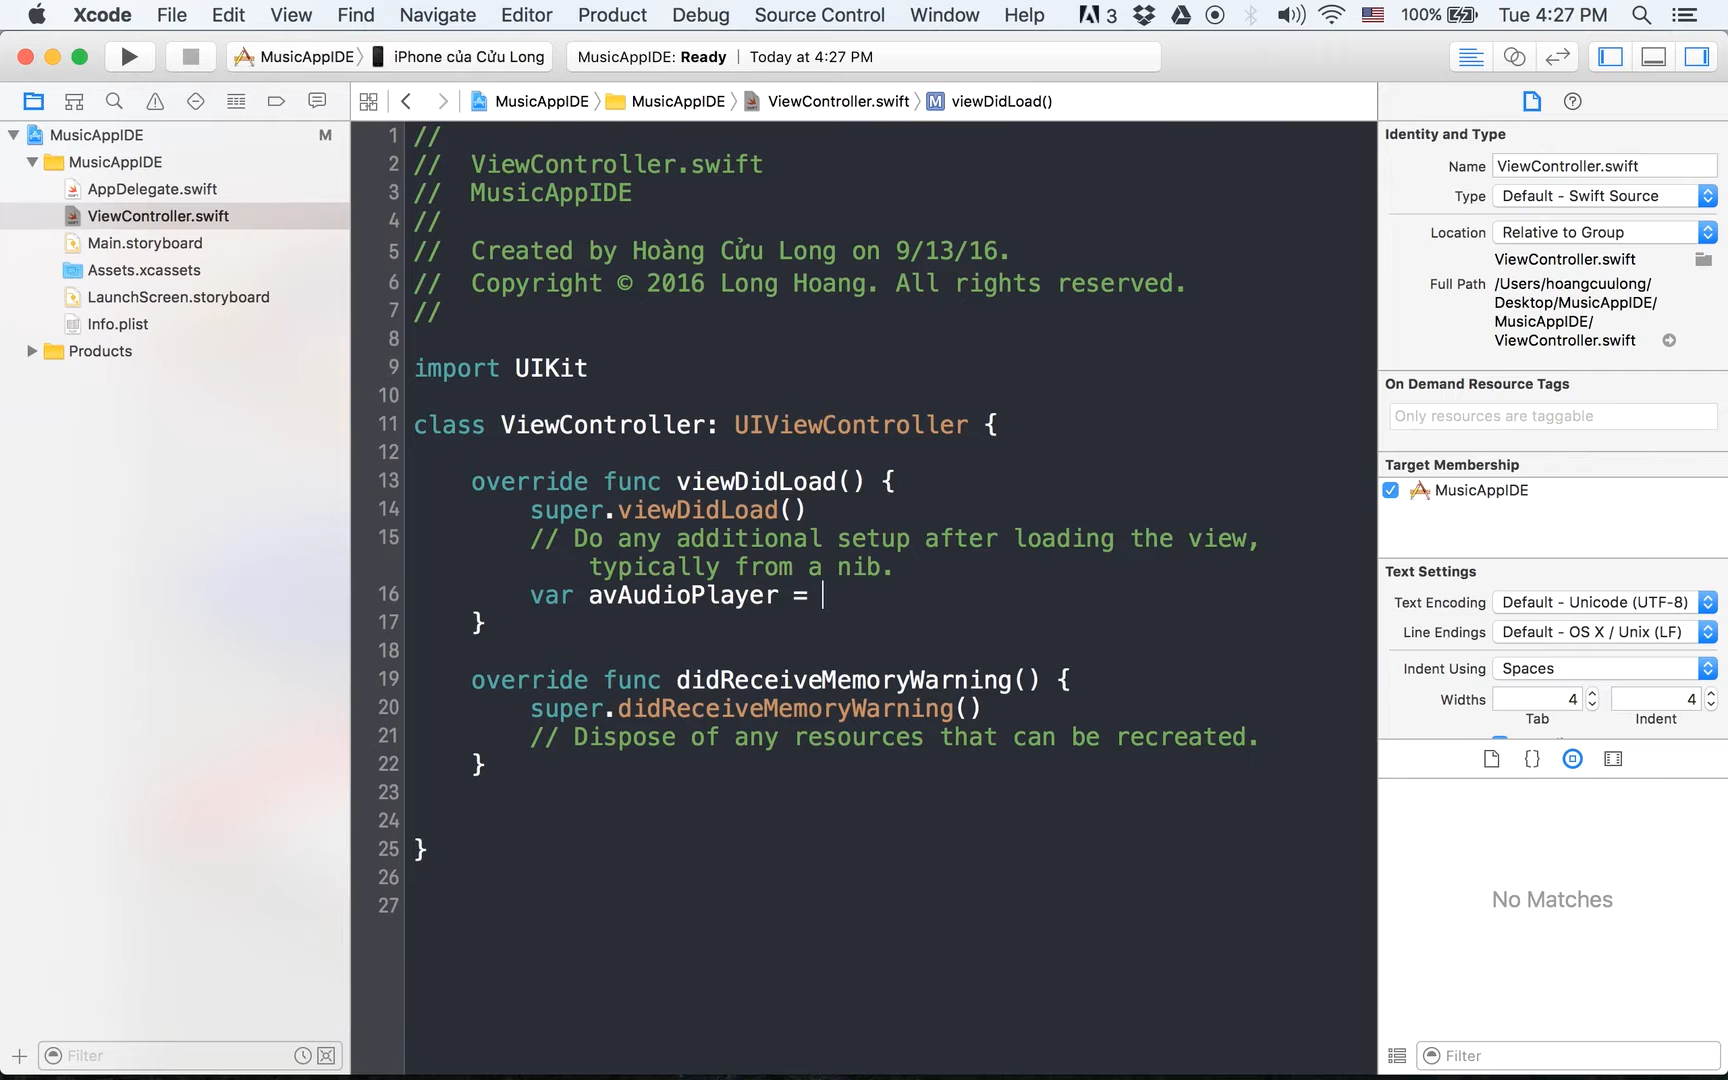 Xcode File Edit View Find Navigate Editor Product Debug Source Control Window Help 3 100% Tue 4:27 PM
MusicAppIDE iPhone của Cửu Long MusicAppIDE: Ready Today at 4:27 PM
MusicAppIDE MusicAppIDE ViewController.swift M viewDidLoad()
MusicAppIDE M
MusicAppIDE
AppDelegate.swift
ViewController.swift
Main.storyboard
Assets.xcassets
LaunchScreen.storyboard
Info.plist
Products
Filter
1 //
2 // ViewController.swift
3 // MusicAppIDE
4 //
5 // Created by Hoàng Cửu Long on 9/13/16.
6 // Copyright © 2016 Long Hoang. All rights reserved.
7 //
8
9 import UIKit
10
11 class ViewController: UIViewController {
12
13 override func viewDidLoad() {
14 super.viewDidLoad()
15 // Do any additional setup after loading the view,
typically from a nib.
16 var avAudioPlayer =
17 }
18
19 override func didReceiveMemoryWarning() {
20 super.didReceiveMemoryWarning()
21 // Dispose of any resources that can be recreated.
22 }
23
24
25 }
26
27
Identity and Type
Name ViewController.swift
Type Default - Swift Source
Location Relative to Group
ViewController.swift
Full Path /Users/hoangcuulong/
Desktop/MusicAppIDE/
MusicAppIDE/
ViewController.swift
On Demand Resource Tags
Only resources are taggable
Target Membership
MusicAppIDE
Text Settings
Text Encoding Default - Unicode (UTF-8)
Line Endings Default - OS X / Unix (LF)
Indent Using Spaces
Widths 4 4
Tab Indent
{}
No Matches
Filter